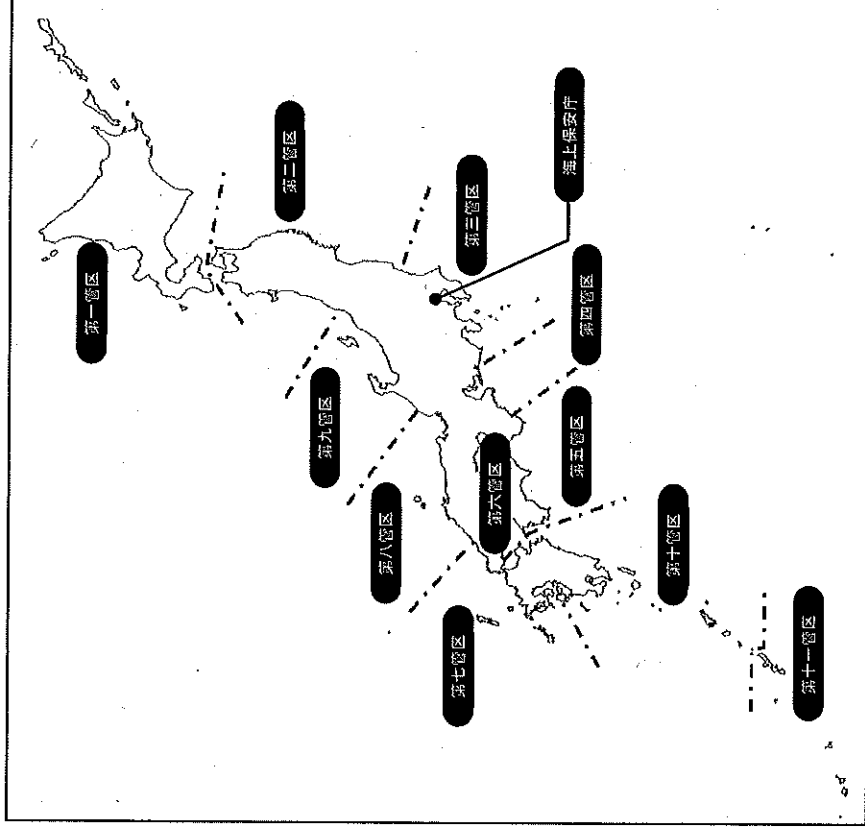 第一管区
第二管区
第三管区
海上保安庁
第四管区
第五管区
第六管区
第七管区
第八管区
第九管区
第十管区
第十一管区